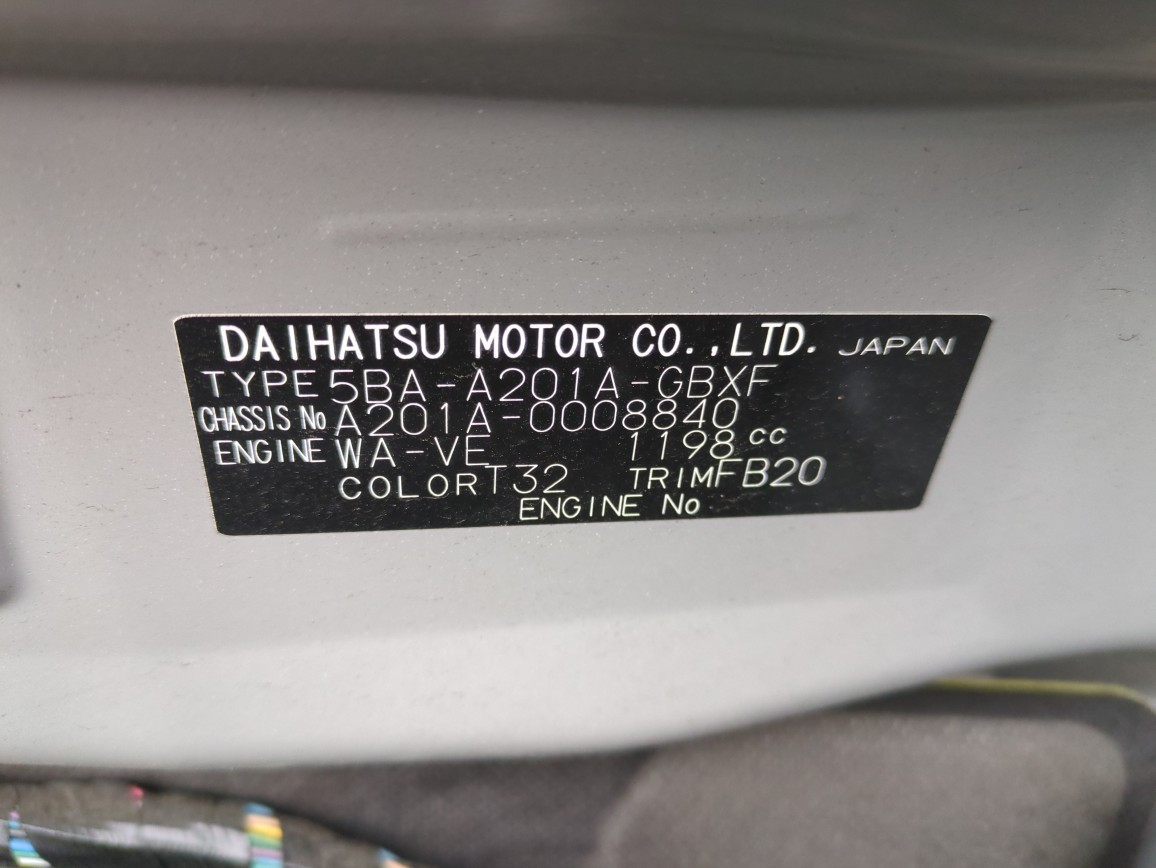 DAIHATSU MOTOR CO.,LTD. JAPAN
TYPE 5BA-A201A-GBXF
CHASSIS No A201A-0008840
ENGINE WA-VE 1198 cc
COLOR T32 TRIM FB20
ENGINE No